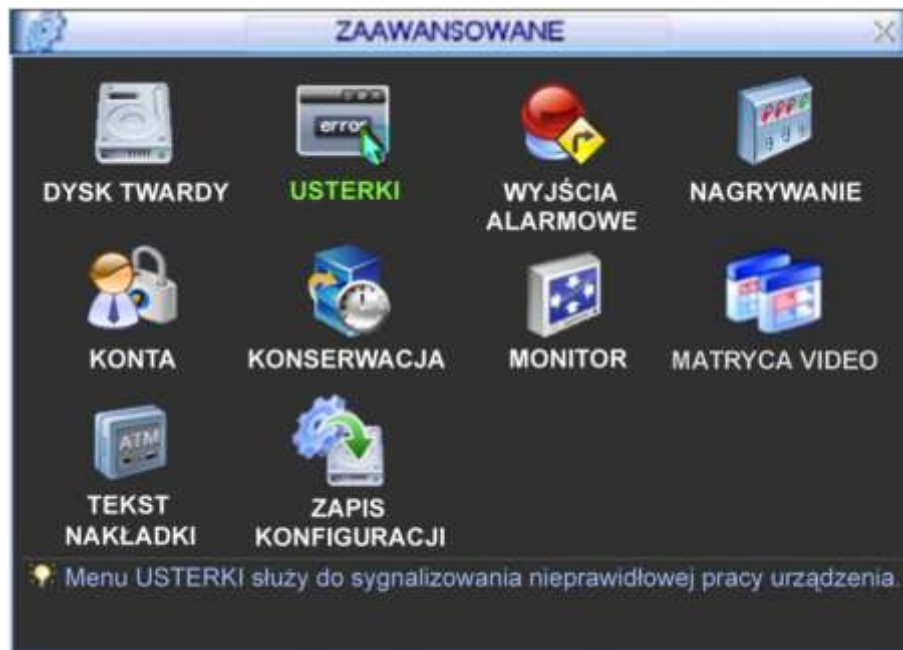 ZAAWANSOWANE
error
DYSK TWARDY
USTERKI
WYJŚCIA
ALARMOWE
NAGRYWANIE
KONTA
KONSERWACJA
MONITOR
MATRYCA VIDEO
ATM
TEKST
NAKŁADKI
ZAPIS
KONFIGURACJI
Menu USTERKI służy do sygnalizowania nieprawidłowej pracy urządzenia.